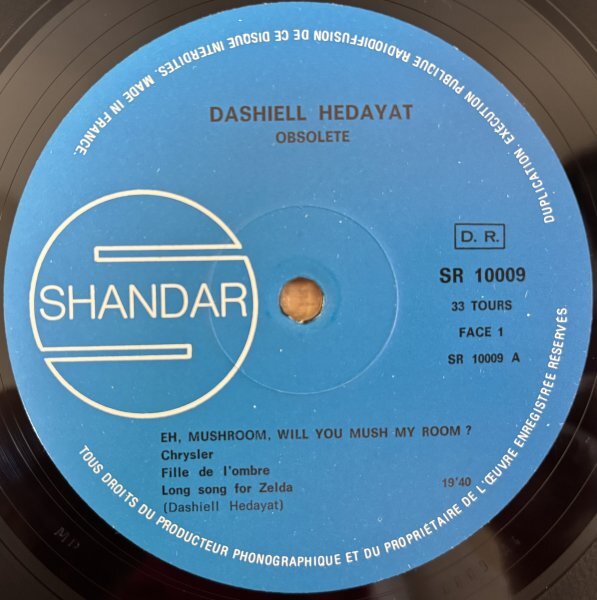 DUPLICATION. EXÉCUTION PUBLIQUE RADIODIFFUSION DE CE DISQUE INTERDITES. MADE IN FRANCE.
DASHIELL HEDAYAT
OBSOLETE
D. R.
SR 10009
33 TOURS
FACE 1
SR 10009 A
SHANDAR
EH, MUSHROOM, WILL YOU MUSH MY ROOM ?
Chrysler
Fille de l'ombre
Long song for Zelda 19'40
(Dashiell Hedayat)
TOUS DROITS DU PRODUCTEUR PHONOGRAPHIQUE ET DU PROPRIÉTAIRE DE L'ŒUVRE ENREGISTRÉE RÉSERVÉS